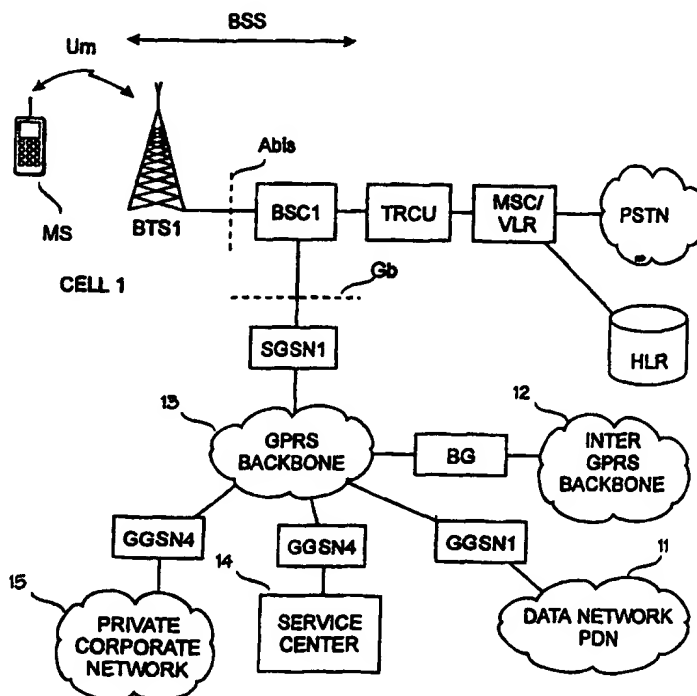 BSS
Um
Abis
BSC1
TRCU
MSC/
VLR
PSTN
MS
BTS1
CELL 1
Gb
HLR
SGSN1
13
GPRS
BACKBONE
BG
12
INTER
GPRS
BACKBONE
GGSN4
GGSN4
GGSN1
15
PRIVATE
CORPORATE
NETWORK
14
SERVICE
CENTER
11
DATA NETWORK
PDN